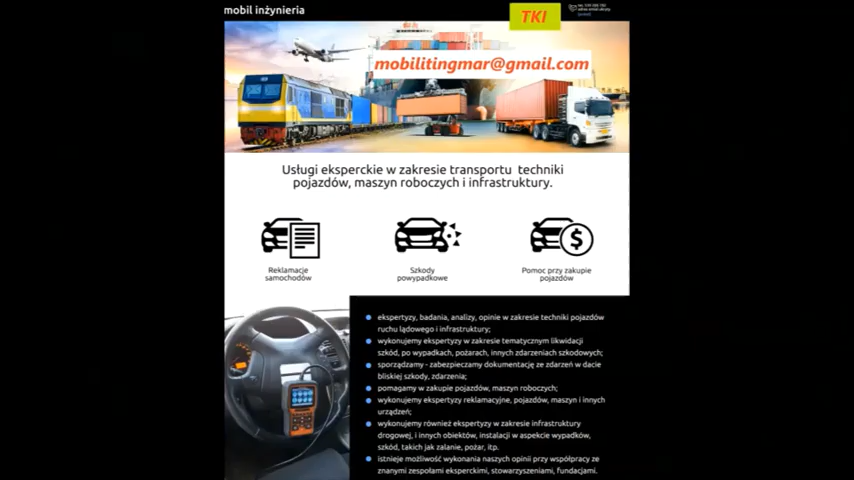 mobil inżynieria
TKI
mobilitingmar@gmail.com
Usługi eksperckie w zakresie transportu techniki
pojazdów, maszyn roboczych i infrastruktury.
Reklamacje
samochodów
Szkody
powypadkowe
Pomoc przy zakupie
pojazdów
ekspertyzy, badania, analizy, opinie w zakresie techniki pojazdów
ruchu lądowego i infrastruktury;
wykonujemy ekspertyzy w zakresie tematycznym likwidacji
szkód, po wypadkach, pożarach, innych zdarzeniach szkodowych;
sporządzamy - zabezpieczamy dokumentację ze zdarzeń w dacie
bliskiej szkody, zdarzenia;
pomagamy w zakupie pojazdów, maszyn roboczych;
wykonujemy ekspertyzy reklamacyjne, pojazdów, maszyn i innych
urządzeń;
wykonujemy również ekspertyzy w zakresie infrastruktury
drogowej, i innych obiektów, instalacji w aspekcie wypadków,
szkód, takich jak zalanie, pożar, itp.
istnieje możliwość wykonania naszych opinii przy współpracy ze
znanymi zespołami eksperckimi, stowarzyszeniami, fundacjami.